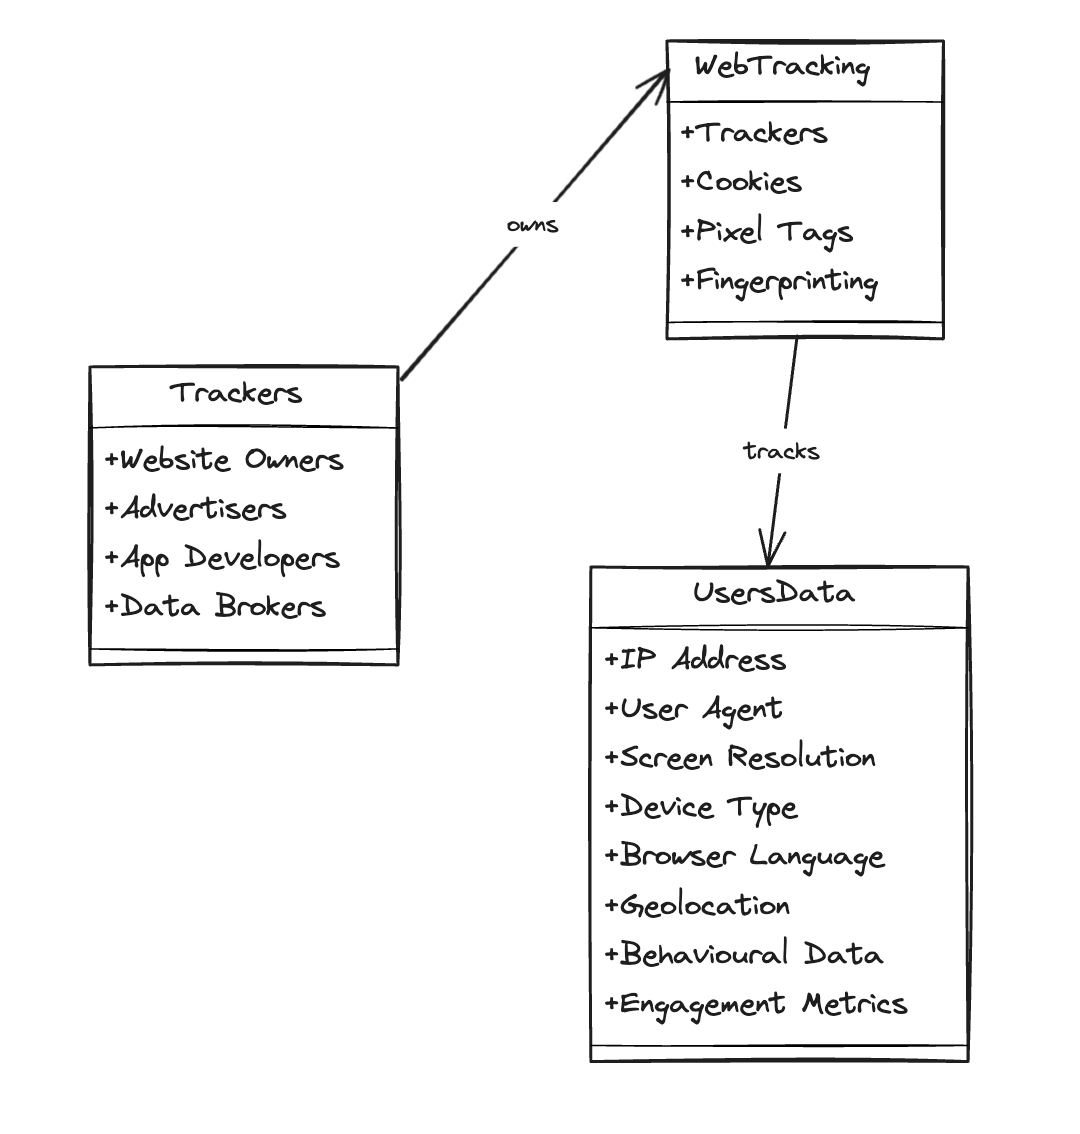 WebTracking
+Trackers
+Cookies
+Pixel Tags
+Fingerprinting
owns
Trackers
+Website Owners
+Advertisers
+App Developers
+Data Brokers
tracks
UsersData
+IP Address
+User Agent
+Screen Resolution
+Device Type
+Browser Language
+Geolocation
+Behavioural Data
+Engagement Metrics